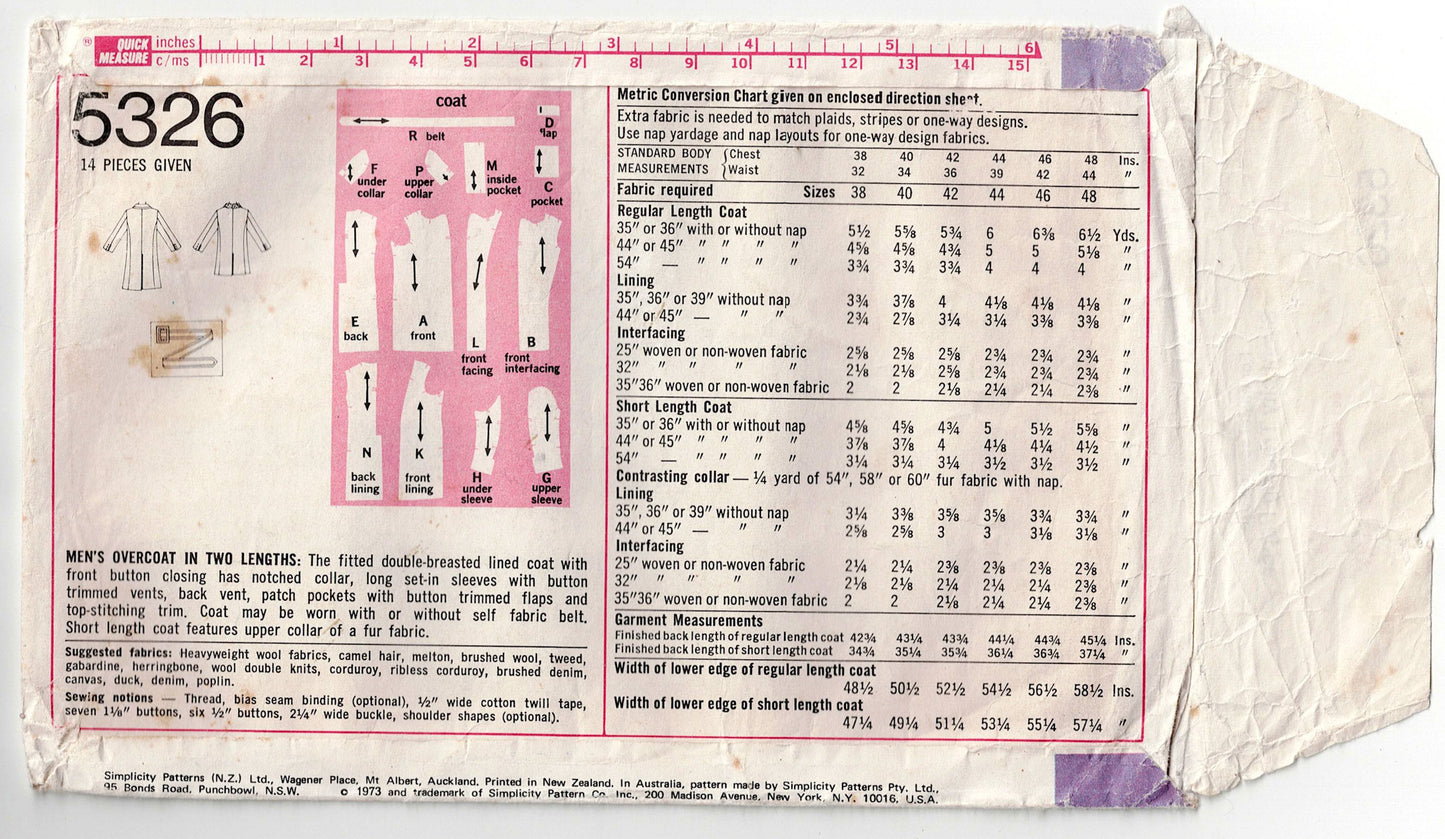 ® QUICK MEASURE inches 1 2 3 4 5 6
c/ms 1 2 3 4 5 6 7 8 9 10 11 12 13 14 15
5326
14 PIECES GIVEN
coat
R belt
D flap
F under collar
P upper collar
M inside pocket
C pocket
E back
A front
L front facing
B front interfacing
N back lining
K front lining
H under sleeve
G upper sleeve
MEN'S OVERCOAT IN TWO LENGTHS: The fitted double-breasted lined coat with
front button closing has notched collar, long set-in sleeves with button
trimmed vents, back vent, patch pockets with button trimmed flaps and
top-stitching trim. Coat may be worn with or without self fabric belt.
Short length coat features upper collar of a fur fabric.
Suggested fabrics: Heavyweight wool fabrics, camel hair, melton, brushed wool, tweed,
gabardine, herringbone, wool double knits, corduroy, ribless corduroy, brushed denim,
canvas, duck, denim, poplin.
Sewing notions — Thread, bias seam binding (optional), ½" wide cotton twill tape,
seven 1⅛" buttons, six ½" buttons, 2¼" wide buckle, shoulder shapes (optional).
Metric Conversion Chart given on enclosed direction sheet.
Extra fabric is needed to match plaids, stripes or one-way designs.
Use nap yardage and nap layouts for one-way design fabrics.
STANDARD BODY { Chest 38 40 42 44 46 48 Ins.
MEASUREMENTS } Waist 32 34 36 39 42 44 "
Fabric required Sizes 38 40 42 44 46 48
Regular Length Coat
35" or 36" with or without nap 5½ 5⅝ 5¾ 6 6⅜ 6½ Yds.
44" or 45" " " " " 4⅝ 4⅝ 4¾ 5 5 5⅛ "
54" — " " " " 3¾ 3¾ 3¾ 4 4 4 "
Lining
35", 36" or 39" without nap 3¾ 3⅞ 4 4⅛ 4⅛ 4⅛ "
44" or 45" — " " 2¾ 2⅞ 3¼ 3¼ 3⅜ 3⅜ "
Interfacing
25" woven or non-woven fabric 2⅝ 2⅝ 2⅝ 2¾ 2¾ 2¾ "
32" " " " " 2⅛ 2⅛ 2⅝ 2¾ 2¾ 2¾ "
35"36" woven or non-woven fabric 2 2 2⅛ 2¼ 2¼ 2⅜ "
Short Length Coat
35" or 36" with or without nap 4⅝ 4⅝ 4¾ 5 5½ 5⅝ "
44" or 45" " " " " 3⅞ 3⅞ 4 4⅛ 4¼ 4½ "
54" — " " " " 3¼ 3¼ 3¼ 3½ 3½ 3½ "
Contrasting collar — ¼ yard of 54", 58" or 60" fur fabric with nap.
Lining
35", 36" or 39" without nap 3¼ 3⅜ 3⅝ 3⅝ 3¾ 3¾ "
44" or 45" — " " 2⅝ 2⅝ 3 3 3⅛ 3⅛ "
Interfacing
25" woven or non-woven fabric 2¼ 2¼ 2⅜ 2⅜ 2⅜ 2⅜ "
32" " " " " 2⅛ 2⅛ 2¼ 2¼ 2¼ 2¼ "
35"36" woven or non-woven fabric 2 2 2⅛ 2¼ 2¼ 2⅜ "
Garment Measurements
Finished back length of regular length coat 42¾ 43¼ 43¾ 44¼ 44¾ 45¼ Ins.
Finished back length of short length coat 34¾ 35¼ 35¾ 36¼ 36¾ 37¼ "
Width of lower edge of regular length coat
48½ 50½ 52½ 54½ 56½ 58½ Ins.
Width of lower edge of short length coat
47¼ 49¼ 51¼ 53¼ 55¼ 57¼ "
Simplicity Patterns (N.Z.) Ltd., Wagener Place, Mt Albert, Auckland. Printed in New Zealand. In Australia, pattern made by Simplicity Patterns Pty. Ltd.,
95 Bonds Road, Punchbowl, N.S.W. © 1973 and trademark of Simplicity Pattern Co. Inc., 200 Madison Avenue, New York, N.Y. 10016, U.S.A.